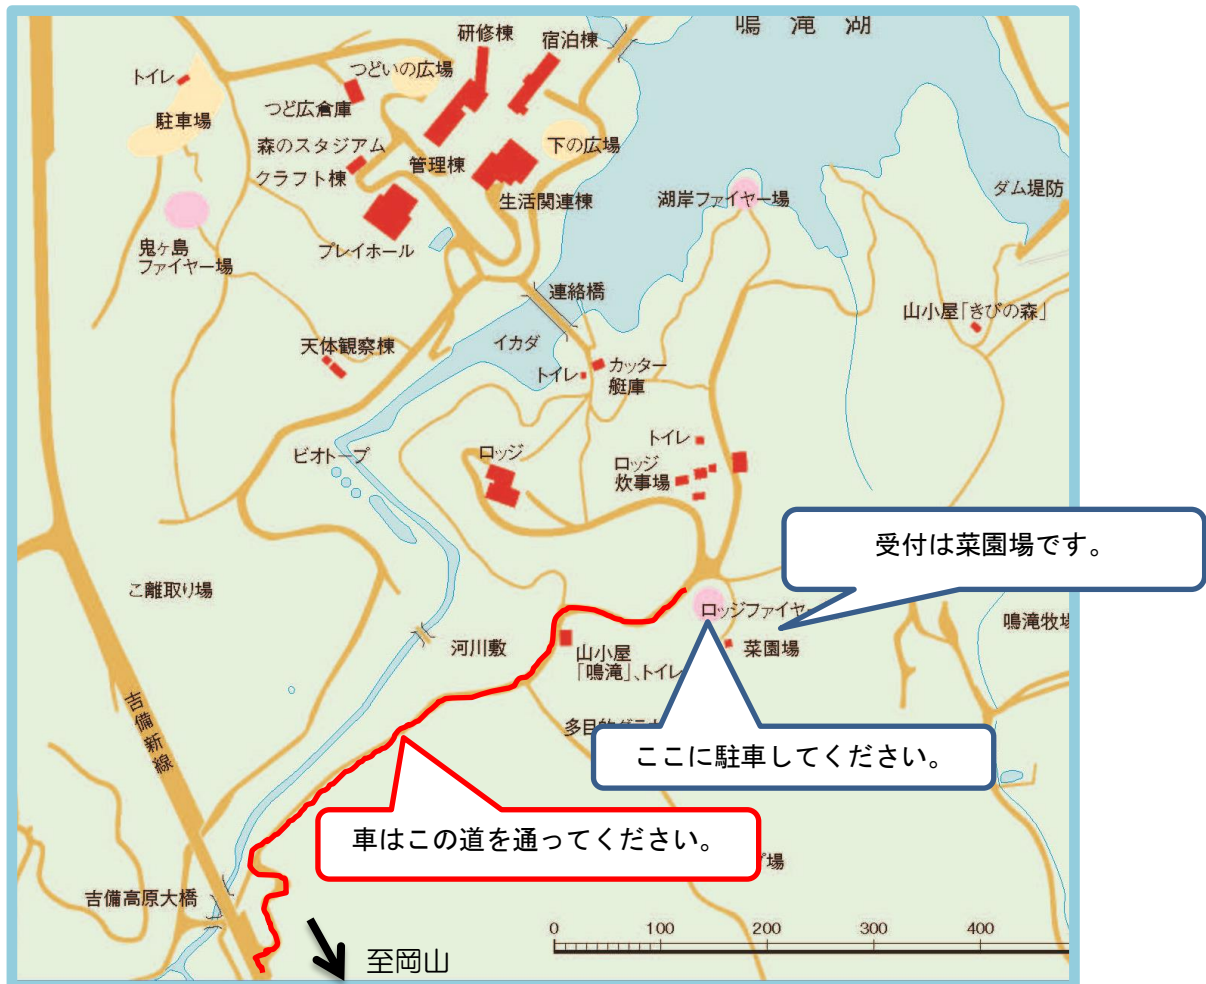 鳴滝湖
研修棟
宿泊棟
トイレ
つどいの広場
つど広倉庫
駐車場
森のスタジアム
下の広場
管理棟
クラフト棟
生活関連棟
湖岸ファイヤー場
ダム堤防
鬼ヶ島
ファイヤー場
プレイホール
連絡橋
山小屋「きびの森」
イカダ
天体観察棟
トイレ
カッター
艇庫
トイレ
ロッジ
ビオトープ
ロッジ
炊事場
受付は菜園場です。
こ離取り場
ロッジファイヤー
鳴滝牧場
河川敷
山小屋
「鳴滝」、トイレ
菜園場
吉備新線
多目的グラ
ここに駐車してください。
車はこの道を通ってください。
プ場
吉備高原大橋
0 100 200 300 400
至岡山